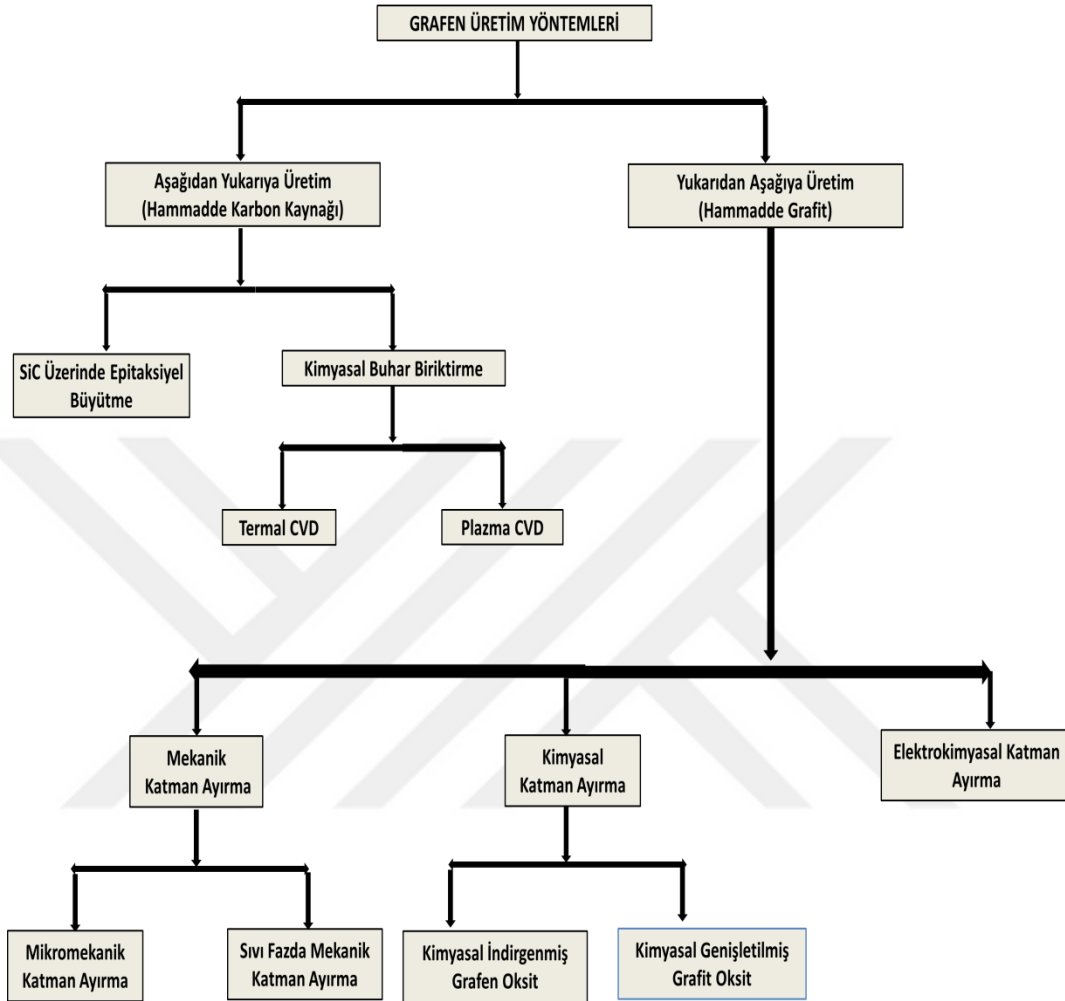 GRAFEN ÜRETİM YÖNTEMLERİ
Aşağıdan Yukarıya Üretim
(Hammadde Karbon Kaynağı)
Yukarıdan Aşağıya Üretim
(Hammadde Grafit)
SiC Üzerinde Epitaksiyel
Büyütme
Kimyasal Buhar Biriktirme
Termal CVD
Plazma CVD
Mekanik
Katman Ayırma
Kimyasal
Katman Ayırma
Elektrokimyasal Katman
Ayırma
Mikromekanik
Katman Ayırma
Sıvı Fazda Mekanik
Katman Ayırma
Kimyasal İndirgenmiş
Grafen Oksit
Kimyasal Genişletilmiş
Grafit Oksit